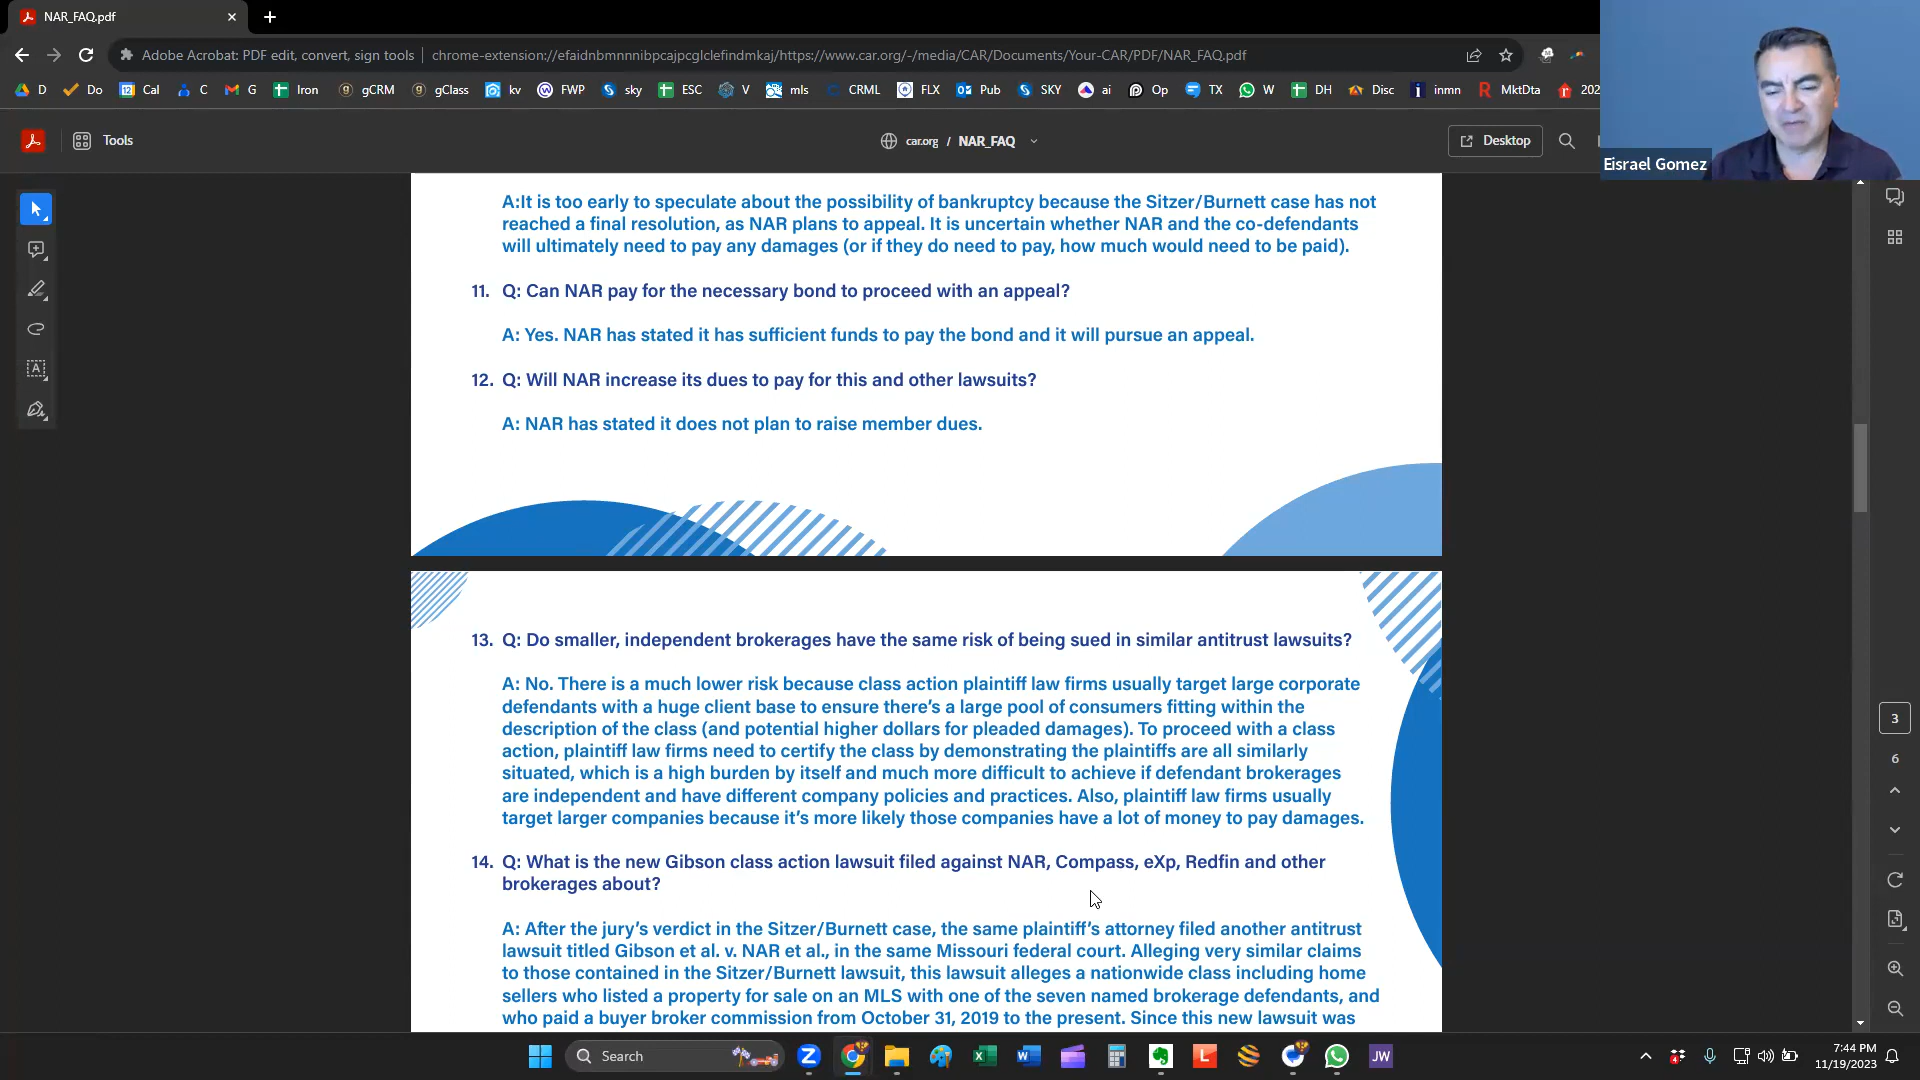 NAR_FAQ.pdf
Adobe Acrobat: PDF edit, convert, sign tools
chrome-extension://efaidnbmnnnibpcajpcglclefindmkaj/https://www.car.org/-/media/CAR/Documents/Your-CAR/PDF/NAR_FAQ.pdf
D Do Cal C G Iron gCRM gClass kv FWP sky ESC V mls CRML FLX Pub SKY ai Op TX W DH Disc inmn MktDta 202
Tools
car.org / NAR_FAQ
Desktop
Eisrael Gomez
A:It is too early to speculate about the possibility of bankruptcy because the Sitzer/Burnett case has not
reached a final resolution, as NAR plans to appeal. It is uncertain whether NAR and the co-defendants
will ultimately need to pay any damages (or if they do need to pay, how much would need to be paid).
11. Q: Can NAR pay for the necessary bond to proceed with an appeal?
A: Yes. NAR has stated it has sufficient funds to pay the bond and it will pursue an appeal.
12. Q: Will NAR increase its dues to pay for this and other lawsuits?
A: NAR has stated it does not plan to raise member dues.
13. Q: Do smaller, independent brokerages have the same risk of being sued in similar antitrust lawsuits?
A: No. There is a much lower risk because class action plaintiff law firms usually target large corporate
defendants with a huge client base to ensure there's a large pool of consumers fitting within the
description of the class (and potential higher dollars for pleaded damages). To proceed with a class
action, plaintiff law firms need to certify the class by demonstrating the plaintiffs are all similarly
situated, which is a high burden by itself and much more difficult to achieve if defendant brokerages
are independent and have different company policies and practices. Also, plaintiff law firms usually
target larger companies because it's more likely those companies have a lot of money to pay damages.
14. Q: What is the new Gibson class action lawsuit filed against NAR, Compass, eXp, Redfin and other
brokerages about?
A: After the jury's verdict in the Sitzer/Burnett case, the same plaintiff's attorney filed another antitrust
lawsuit titled Gibson et al. v. NAR et al., in the same Missouri federal court. Alleging very similar claims
to those contained in the Sitzer/Burnett lawsuit, this lawsuit alleges a nationwide class including home
sellers who listed a property for sale on an MLS with one of the seven named brokerage defendants, and
who paid a buyer broker commission from October 31, 2019 to the present. Since this new lawsuit was
3
6
Search
JW
7:44 PM
11/19/2023